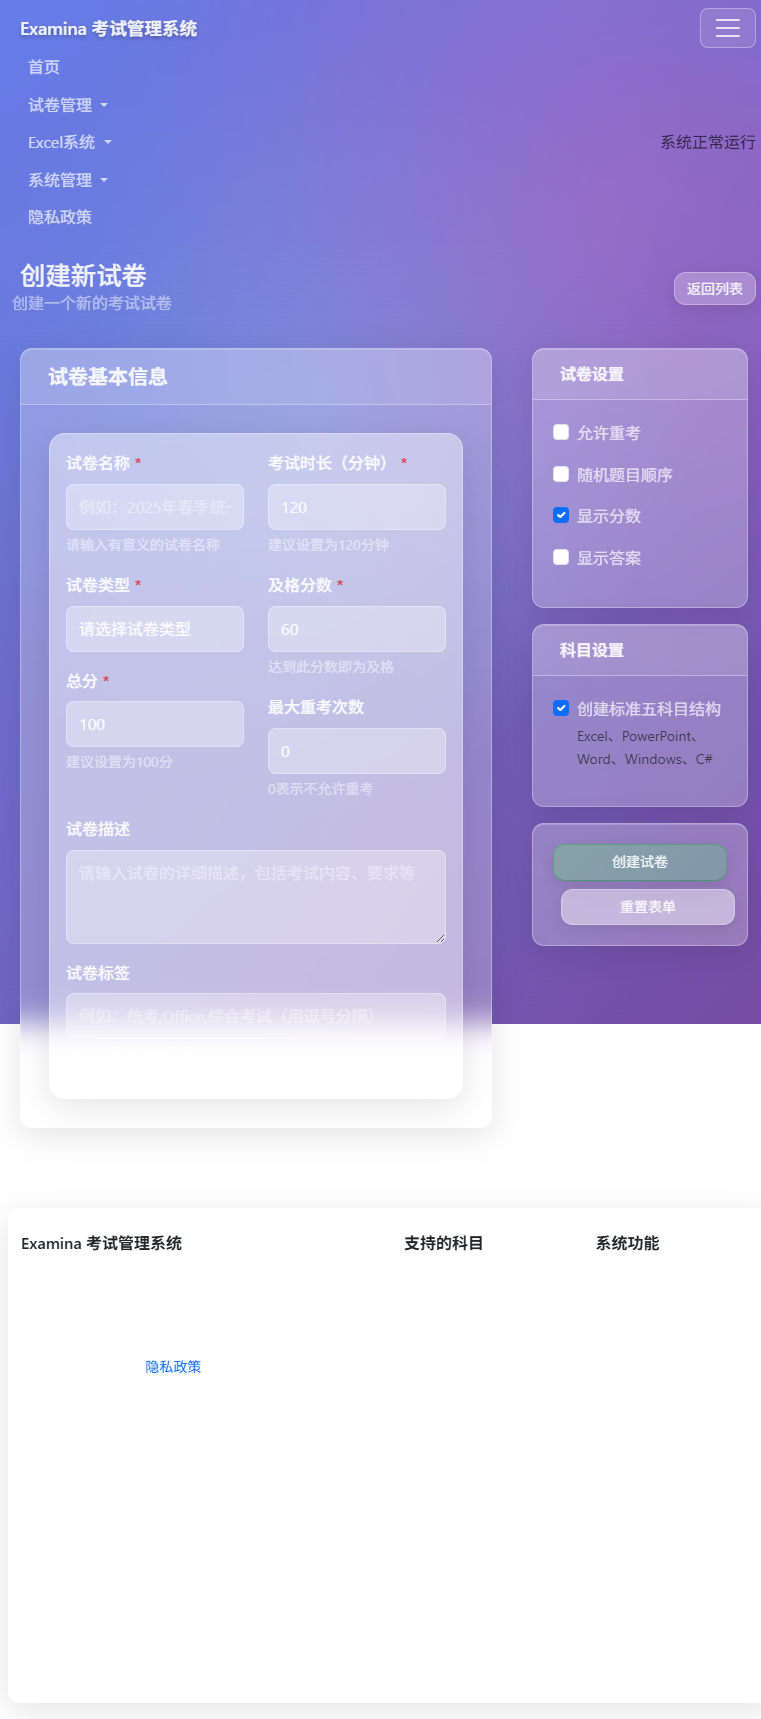 Examina 考试管理系统
首页
试卷管理
Excel系统
系统正常运行
系统管理
隐私政策
创建新试卷
创建一个新的考试试卷
返回列表
试卷基本信息
试卷名称 *
例如：2025年春季统一
请输入有意义的试卷名称
考试时长（分钟） *
120
建议设置为120分钟
试卷类型 *
请选择试卷类型
及格分数 *
60
达到此分数即为及格
总分 *
100
建议设置为100分
最大重考次数
0
0表示不允许重考
试卷描述
请输入试卷的详细描述，包括考试内容、要求等
试卷标签
例如：统考,Office,综合考试（用逗号分隔）
试卷设置
允许重考
随机题目顺序
显示分数
显示答案
科目设置
创建标准五科目结构
Excel、PowerPoint、
Word、Windows、C#
创建试卷
重置表单
Examina 考试管理系统
支持的科目
系统功能
隐私政策